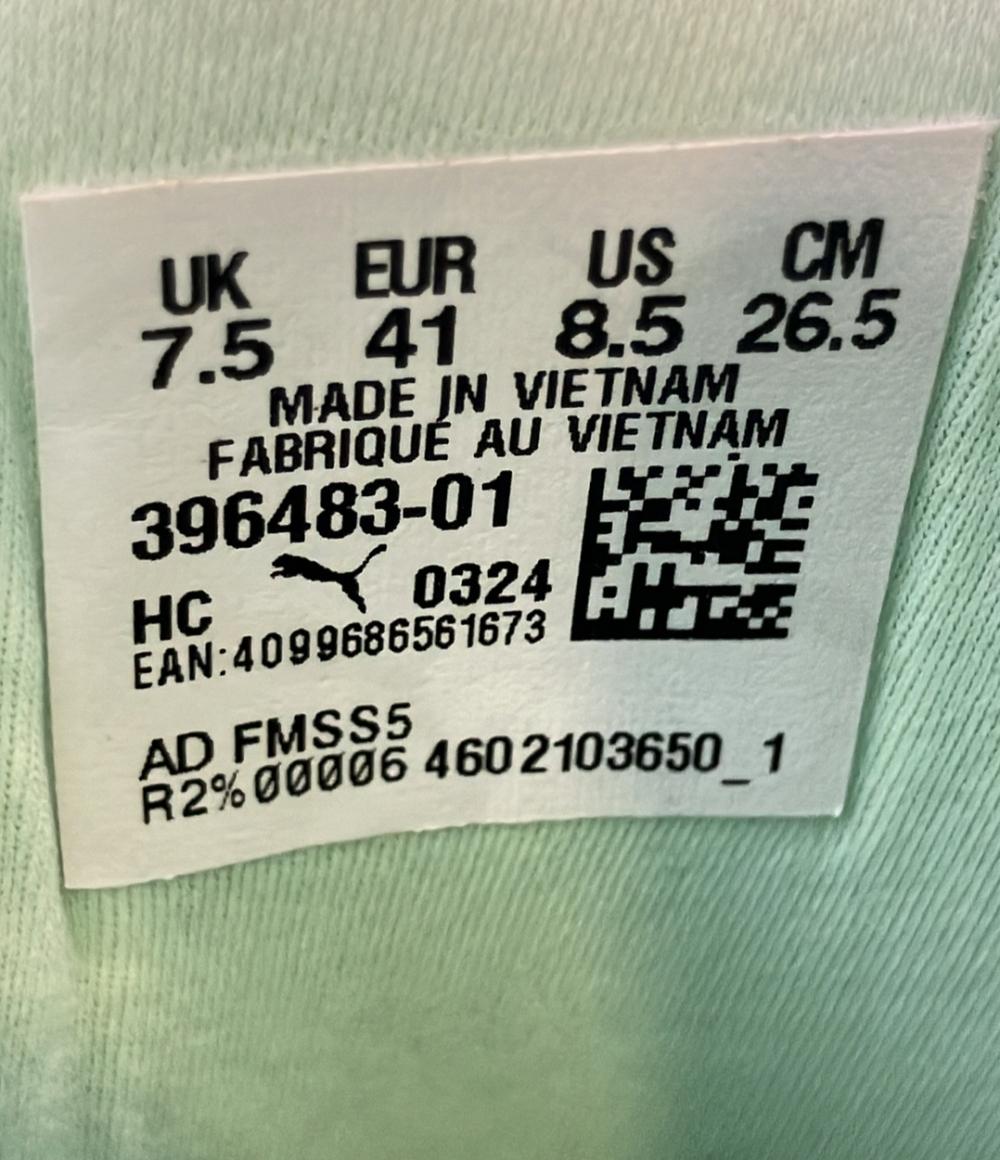 UK EUR US CM
7.5 41 8.5 26.5
MADE IN VIETNAM
FABRIQUÉ AU VIETNAM
396483-01
HC 0324
EAN:4099686561673
AD FMSS5
R2%00006 4602103650_1